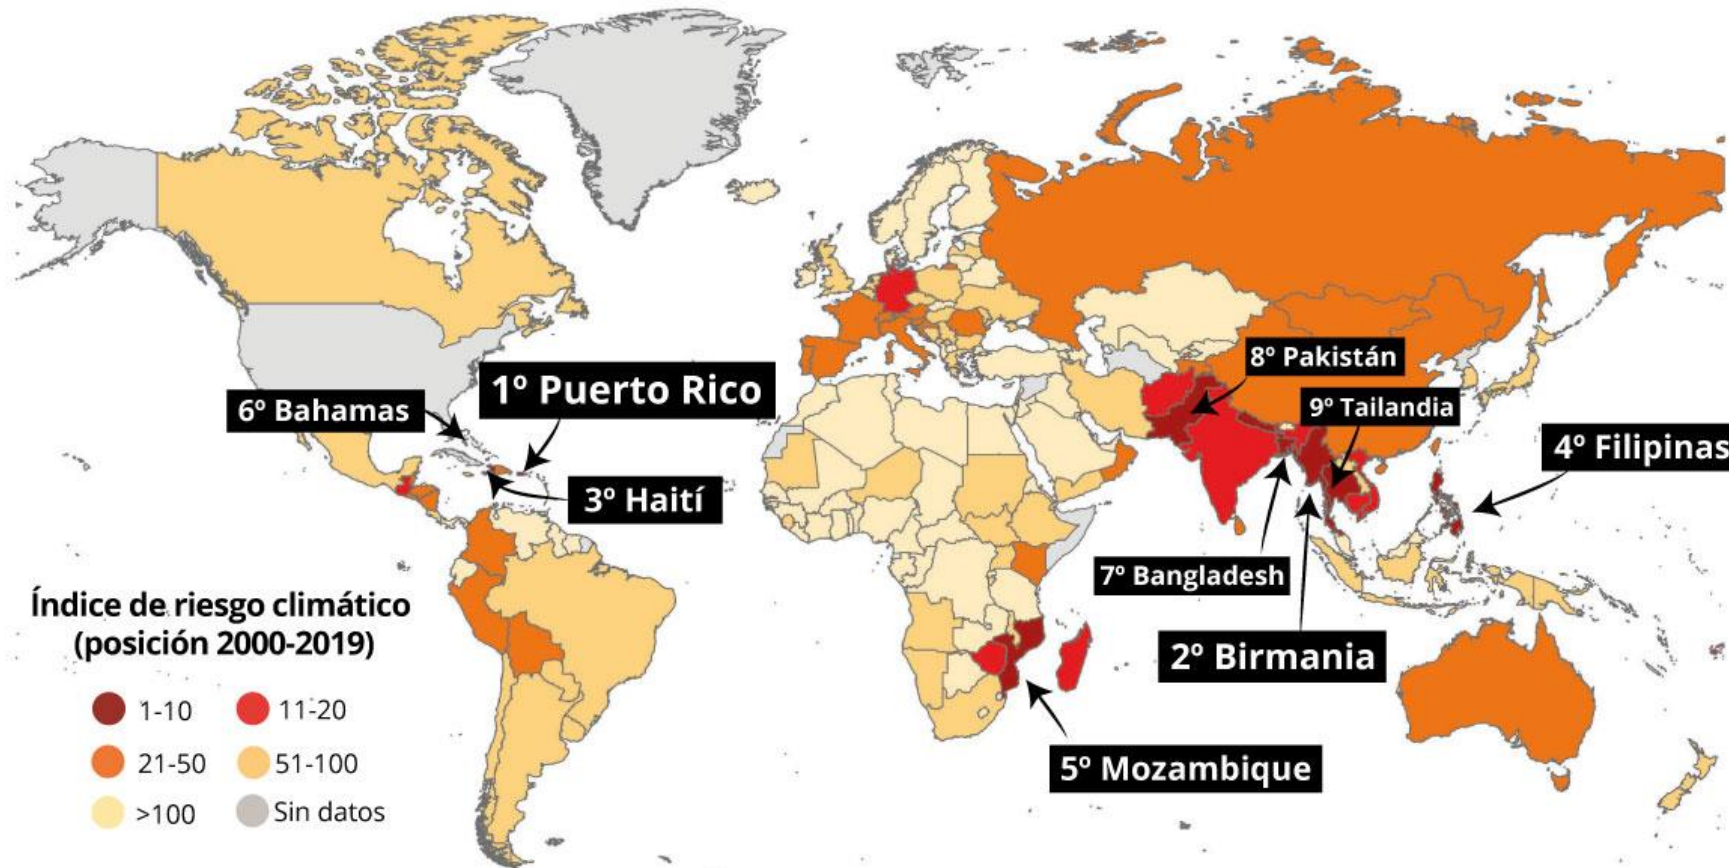 8º Pakistán
1º Puerto Rico
6º Bahamas
9º Tailandia
4º Filipinas
3º Haití
7º Bangladesh
2º Birmania
5º Mozambique
Índice de riesgo climático
(posición 2000-2019)
1-10
11-20
21-50
51-100
>100
Sin datos